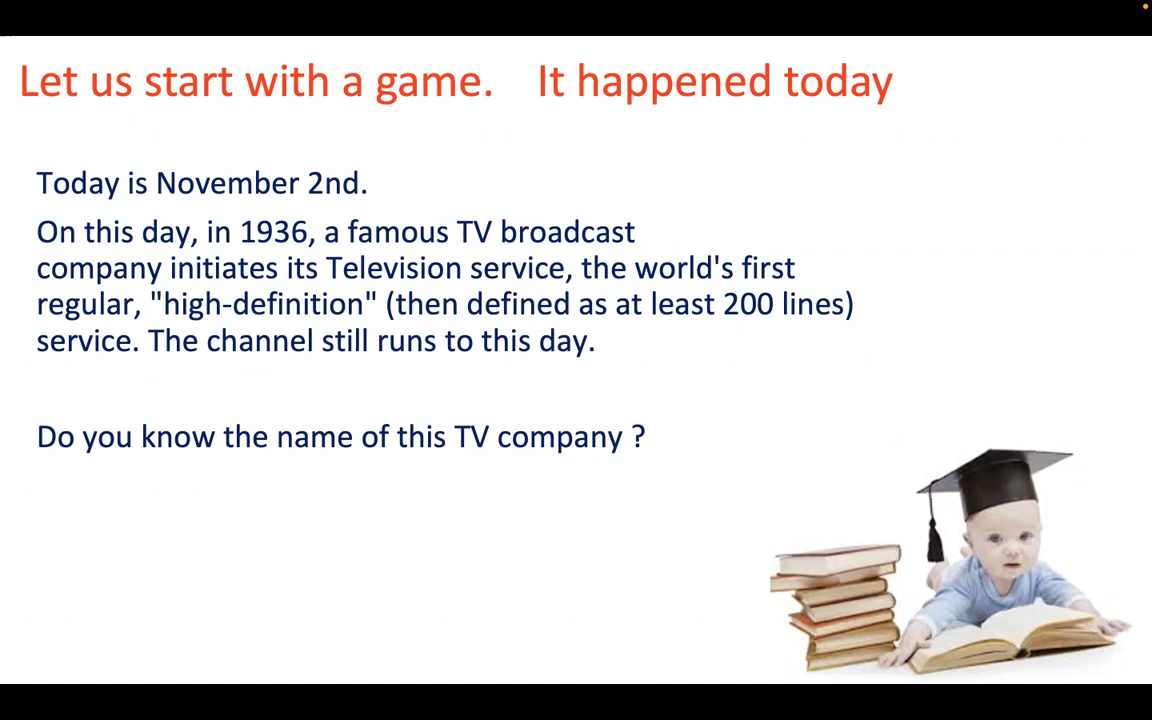 Let us start with a game. It happened today
Today is November 2nd.
On this day, in 1936, a famous TV broadcast
company initiates its Television service, the world's first
regular, "high-definition" (then defined as at least 200 lines)
service. The channel still runs to this day.
Do you know the name of this TV company ?